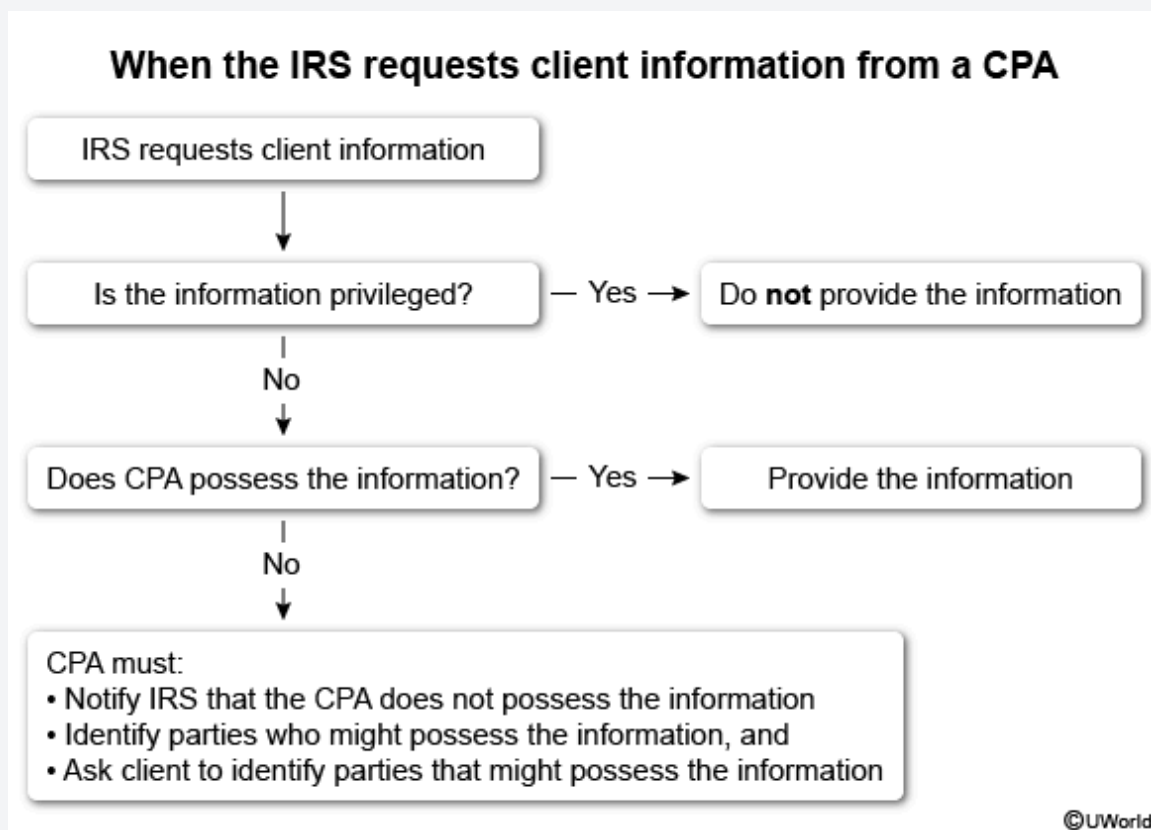 When the IRS requests client information from a CPA
IRS requests client information
Is the information privileged?
Yes
Do not provide the information
No
Does CPA possess the information?
Yes
Provide the information
No
CPA must:
• Notify IRS that the CPA does not possess the information
• Identify parties who might possess the information, and
• Ask client to identify parties that might possess the information
©UWorld